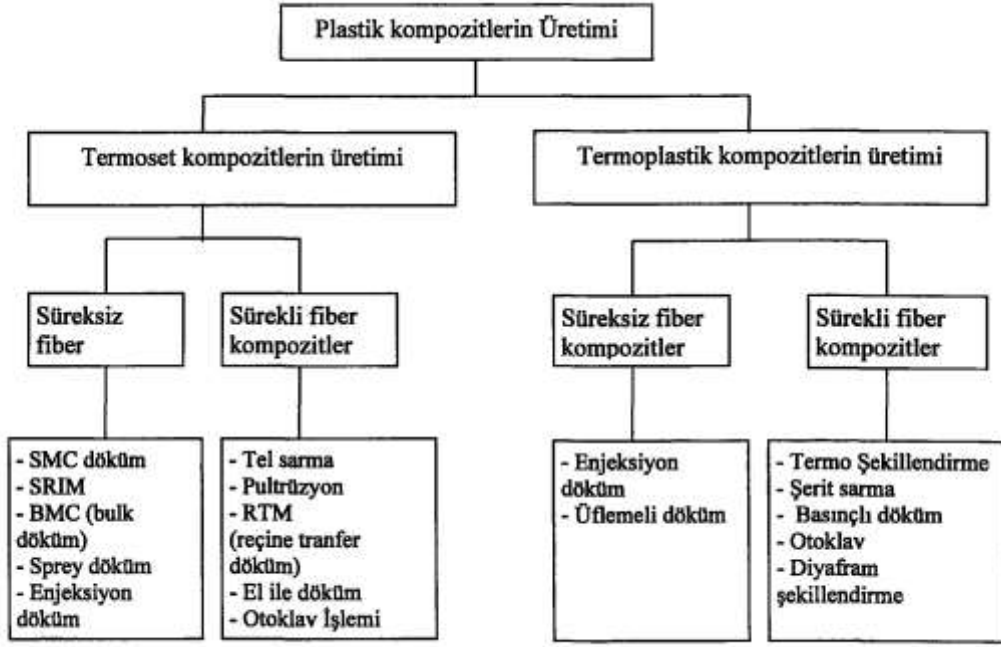 Plastik kompozitlerin Üretimi
Termoset kompozitlerin üretimi
Termoplastik kompozitlerin üretimi
Süreksiz
fiber
Sürekli fiber
kompozitler
Süreksiz fiber
kompozitler
Sürekli fiber
kompozitler
- SMC döküm
- SRIM
- BMC (bulk
döküm)
- Sprey döküm
- Enjeksiyon
döküm
- Tel sarma
- Pultrüzyon
- RTM
(reçine tranfer
döküm)
- El ile döküm
- Otoklav İşlemi
- Enjeksiyon
döküm
- Üflemeli döküm
- Termo Şekillendirme
- Şerit sarma
- Basınçlı döküm
- Otoklav
- Diyafram
şekillendirme